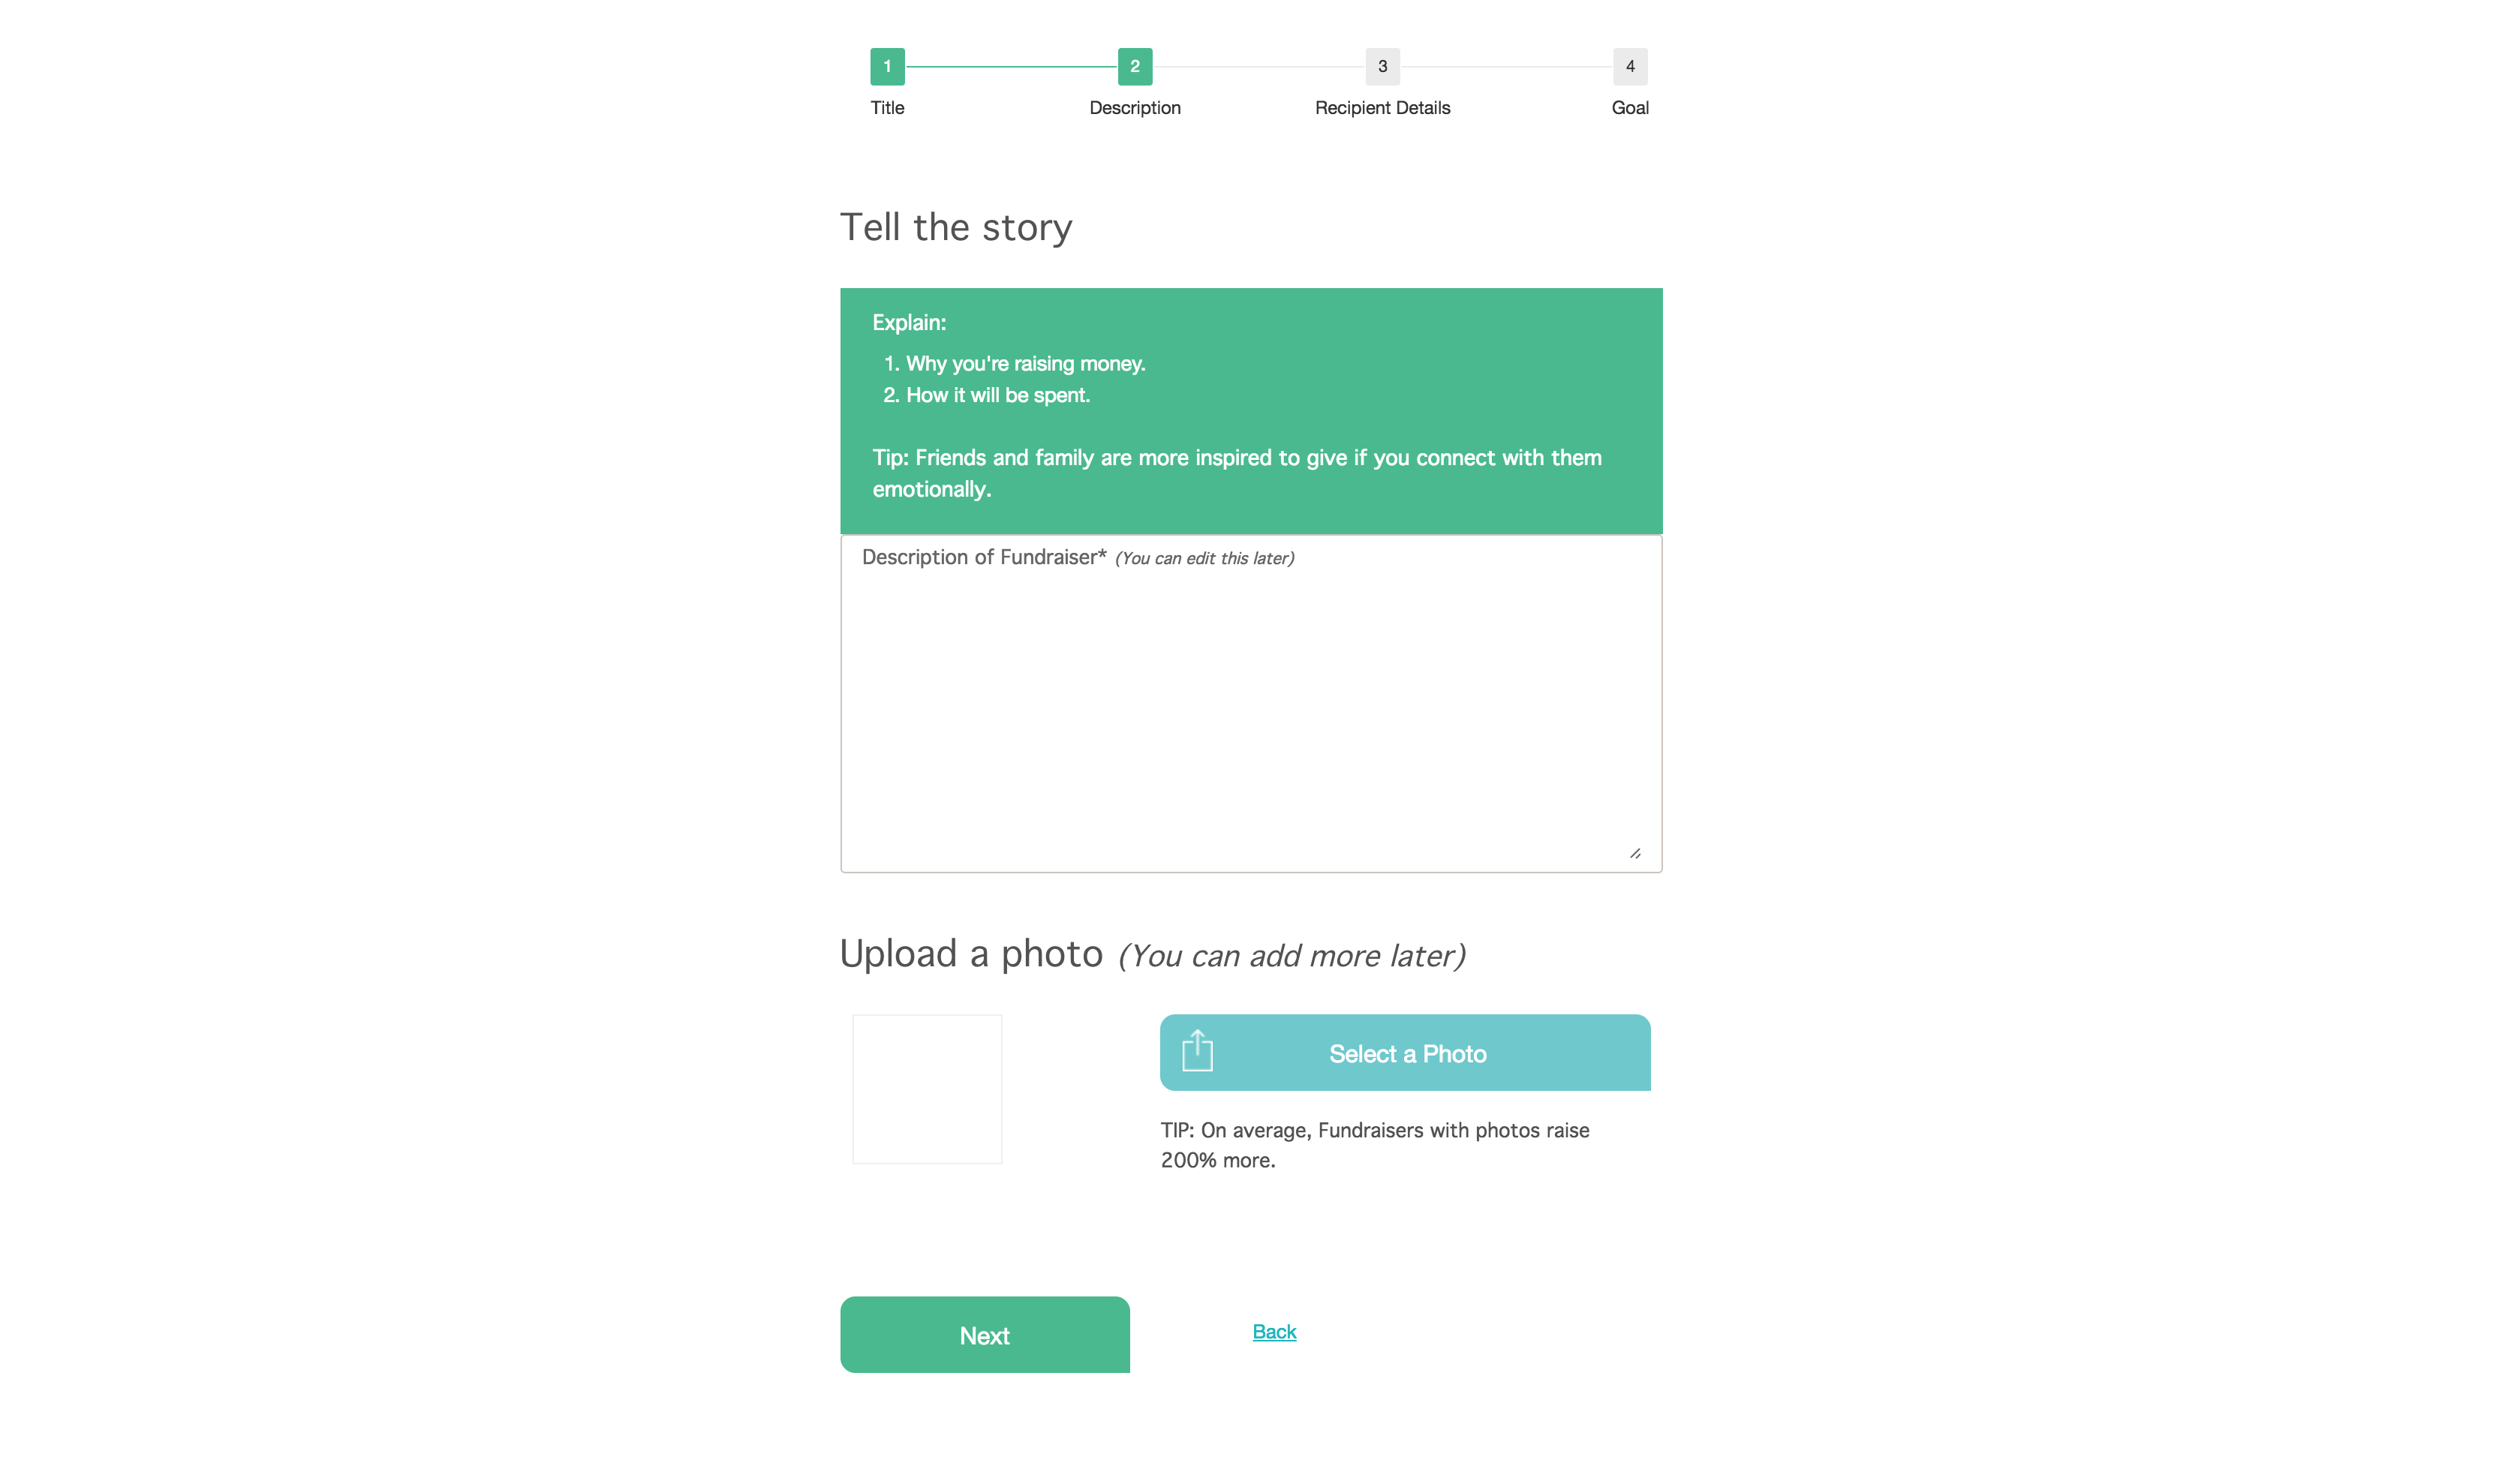 1
2
3
4
Title
Description
Recipient Details
Goal
Tell the story
Explain:
1. Why you're raising money.
2. How it will be spent.
Tip: Friends and family are more inspired to give if you connect with them
emotionally.
Description of Fundraiser* (You can edit this later)
Upload a photo (You can add more later)
Select a Photo
TIP: On average, Fundraisers with photos raise
200% more.
Next
Back